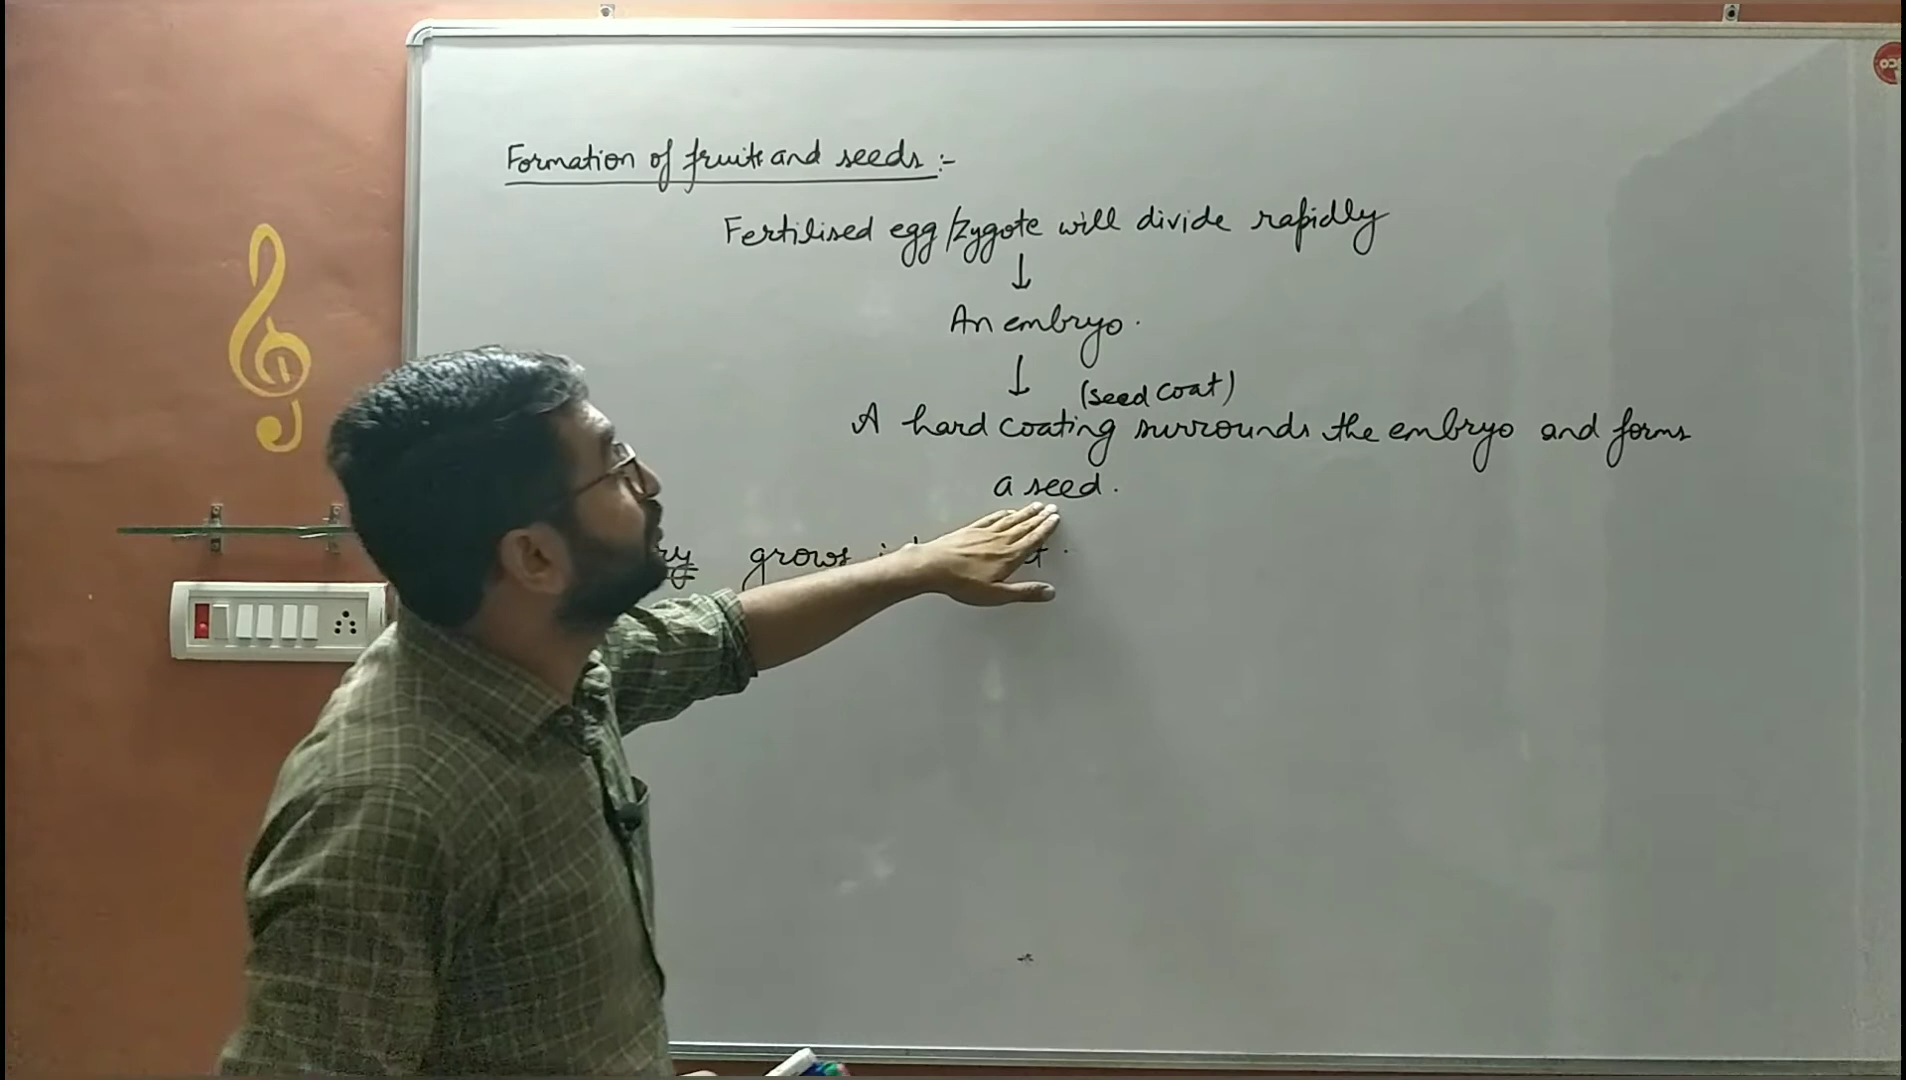 Formation of fruits and seeds :-
Fertilised egg/zygote will divide rapidly
↓
An embryo.
↓
(seed coat)
A hard coating surrounds the embryo and forms
a seed.
grows